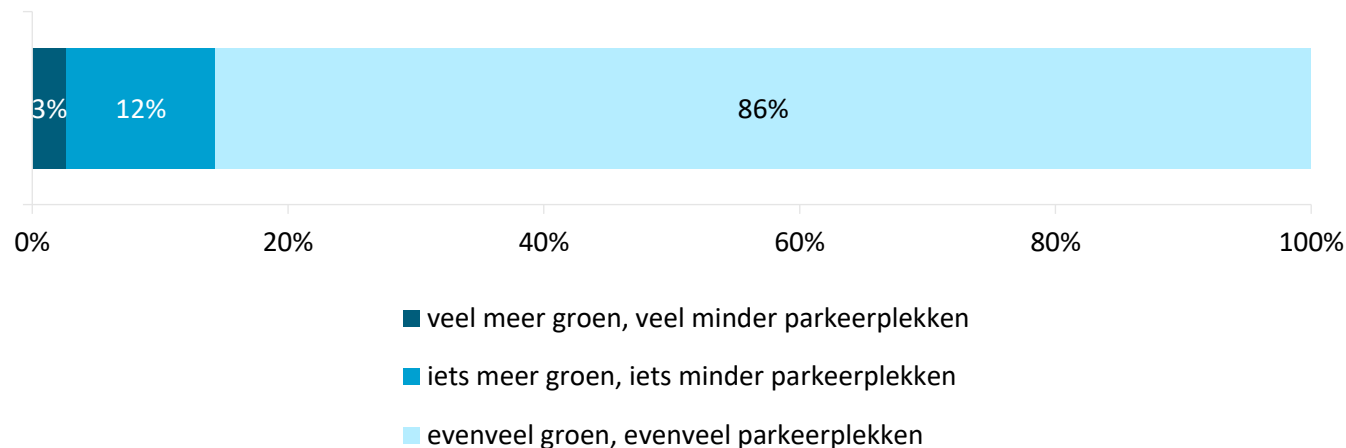 3% 12% 86%
0% 20% 40% 60% 80% 100%
veel meer groen, veel minder parkeerplekken
iets meer groen, iets minder parkeerplekken
evenveel groen, evenveel parkeerplekken